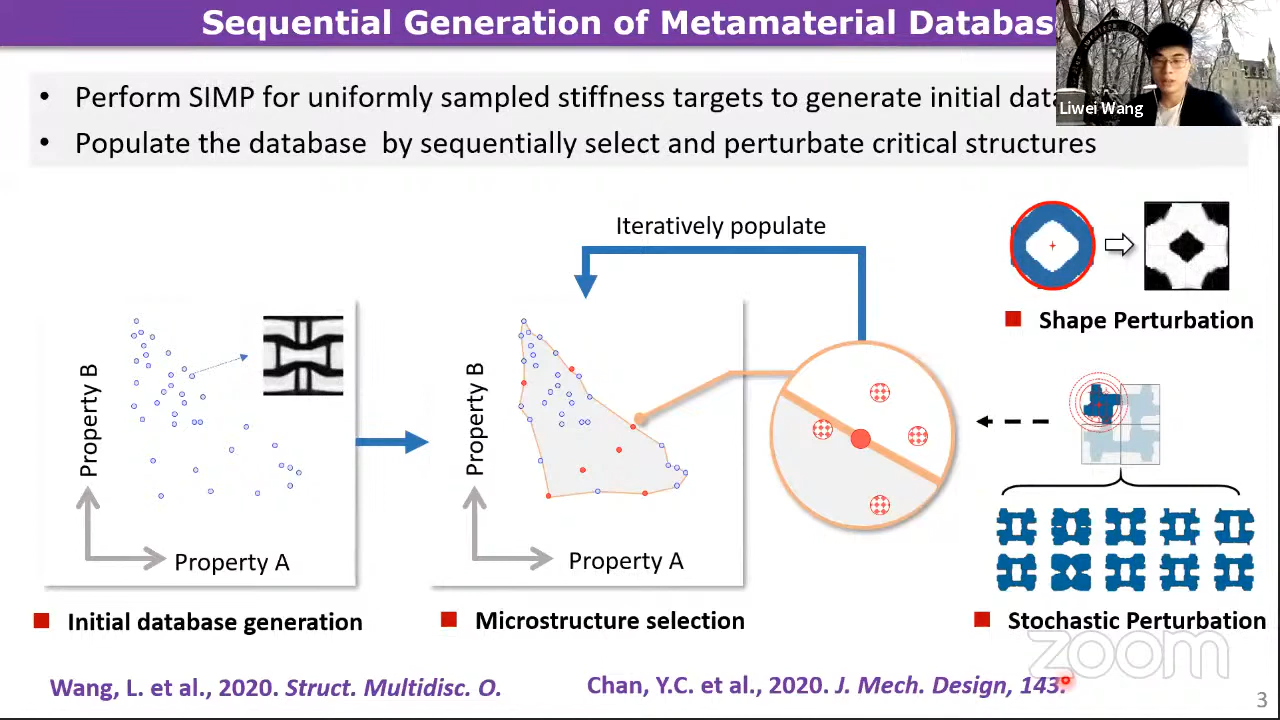 Sequential Generation of Metamaterial Databas
Liwei Wang
• Perform SIMP for uniformly sampled stiffness targets to generate initial data
• Populate the database by sequentially select and perturbate critical structures
Iteratively populate
Shape Perturbation
Property B
Property A
Property B
Property A
Initial database generation
Microstructure selection
Stochastic Perturbation
zoom
Wang, L. et al., 2020. Struct. Multidisc. O.
Chan, Y.C. et al., 2020. J. Mech. Design, 143.
3